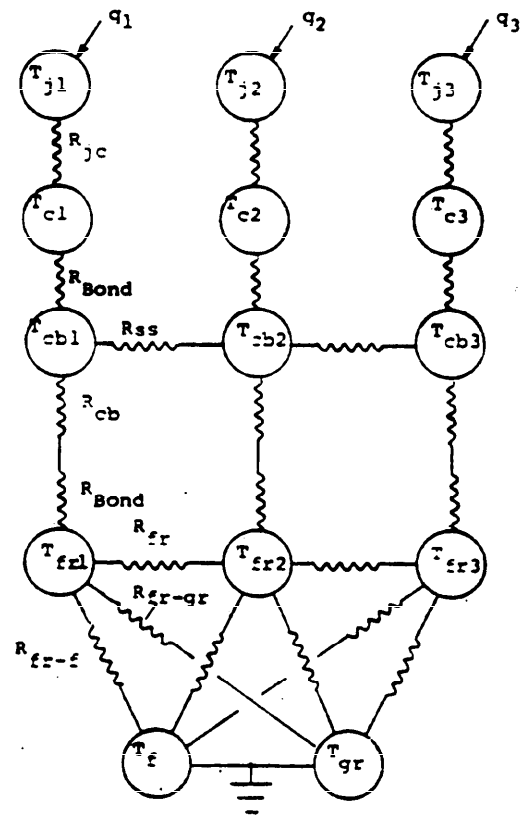 q1 q2 q3
Tj1 Tj2 Tj3
Rjc
Tc1 Tc2 Tc3
RBond
Tcb1 Rss Tcb2 Tcb3
Rcb
RBond
Rfr
Tfr1 Tfr2 Tfr3
Rfr-gr
Rfr-f
Tf Tgr